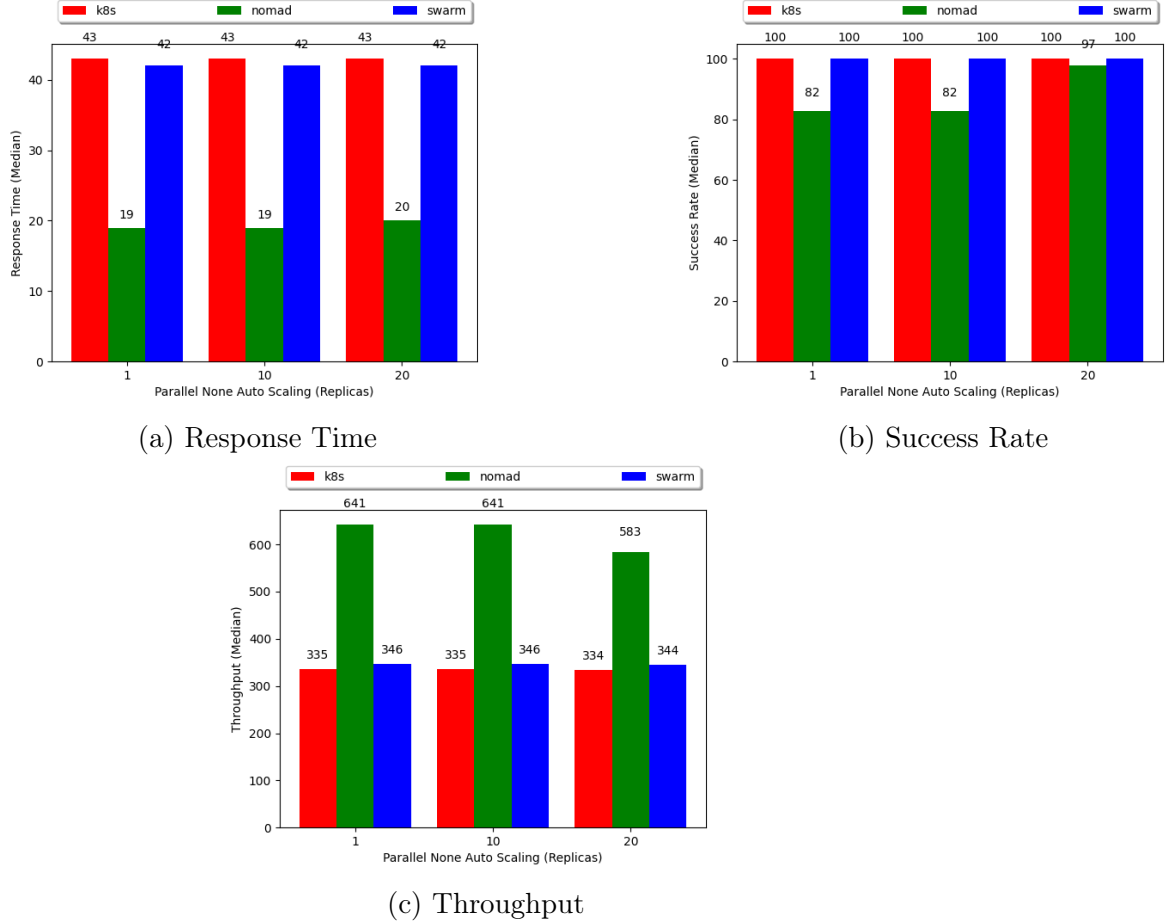 k8s nomad swarm
43 42 43 42 43 42
19 19 20
40
30
20
10
0
Response Time (Median)
1 10 20
Parallel None Auto Scaling (Replicas)
(a) Response Time
k8s nomad swarm
100 100 100 100 100 97 100
82 82
100
80
60
40
20
0
Success Rate (Median)
1 10 20
Parallel None Auto Scaling (Replicas)
(b) Success Rate
k8s nomad swarm
641 641 583
335 346 335 346 334 344
600
500
400
300
200
100
0
Throughput (Median)
1 10 20
Parallel None Auto Scaling (Replicas)
(c) Throughput